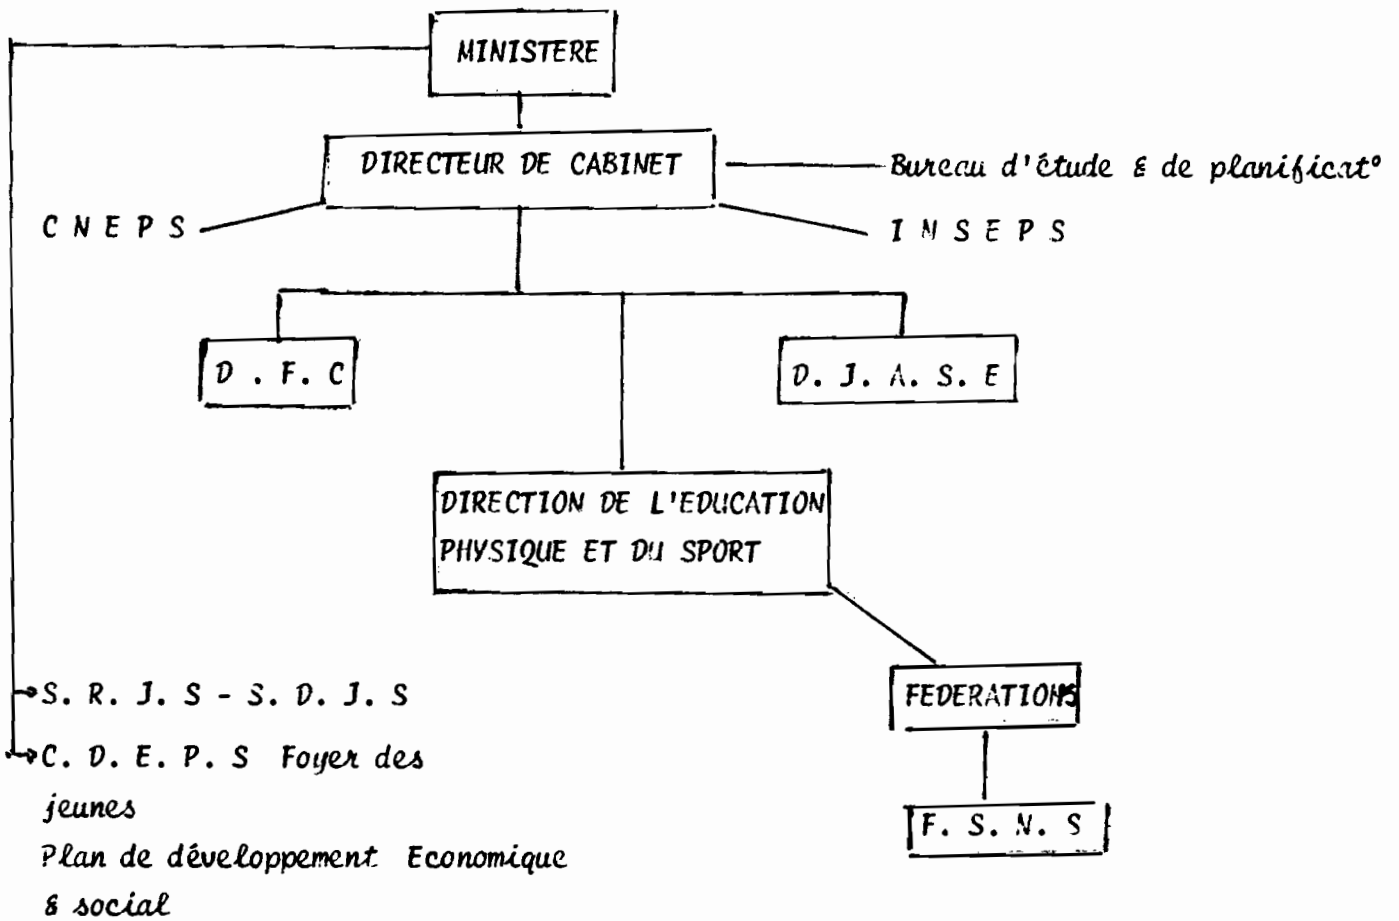 MINISTERE
DIRECTEUR DE CABINET
Bureau d'étude & de planificat°
C N E P S
I N S E P S
D . F. C
D. J. A. S. E
DIRECTION DE L'EDUCATION
PHYSIQUE ET DU SPORT
FEDERATIONS
F. S. N. S
S. R. J. S - S. D. J. S
C. D. E. P. S Foyer des
jeunes
Plan de développement Economique
& social